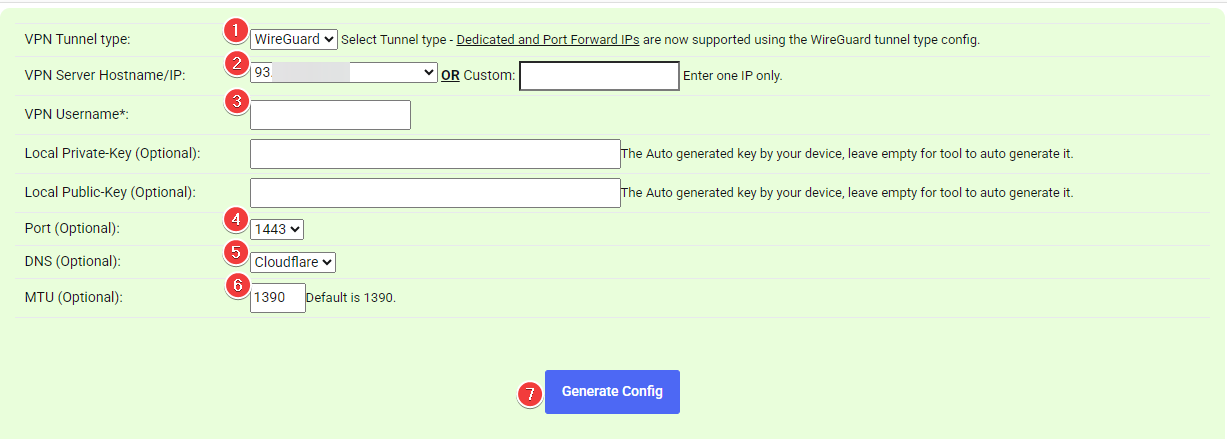 VPN Tunnel type: 1 WireGuard Select Tunnel type - Dedicated and Port Forward IPs are now supported using the WireGuard tunnel type config.
VPN Server Hostname/IP: 2 93. OR Custom: Enter one IP only.
VPN Username*: 3
Local Private-Key (Optional): The Auto generated key by your device, leave empty for tool to auto generate it.
Local Public-Key (Optional): The Auto generated key by your device, leave empty for tool to auto generate it.
Port (Optional): 4 1443
DNS (Optional): 5 Cloudflare
MTU (Optional): 6 1390 Default is 1390.
7 Generate Config